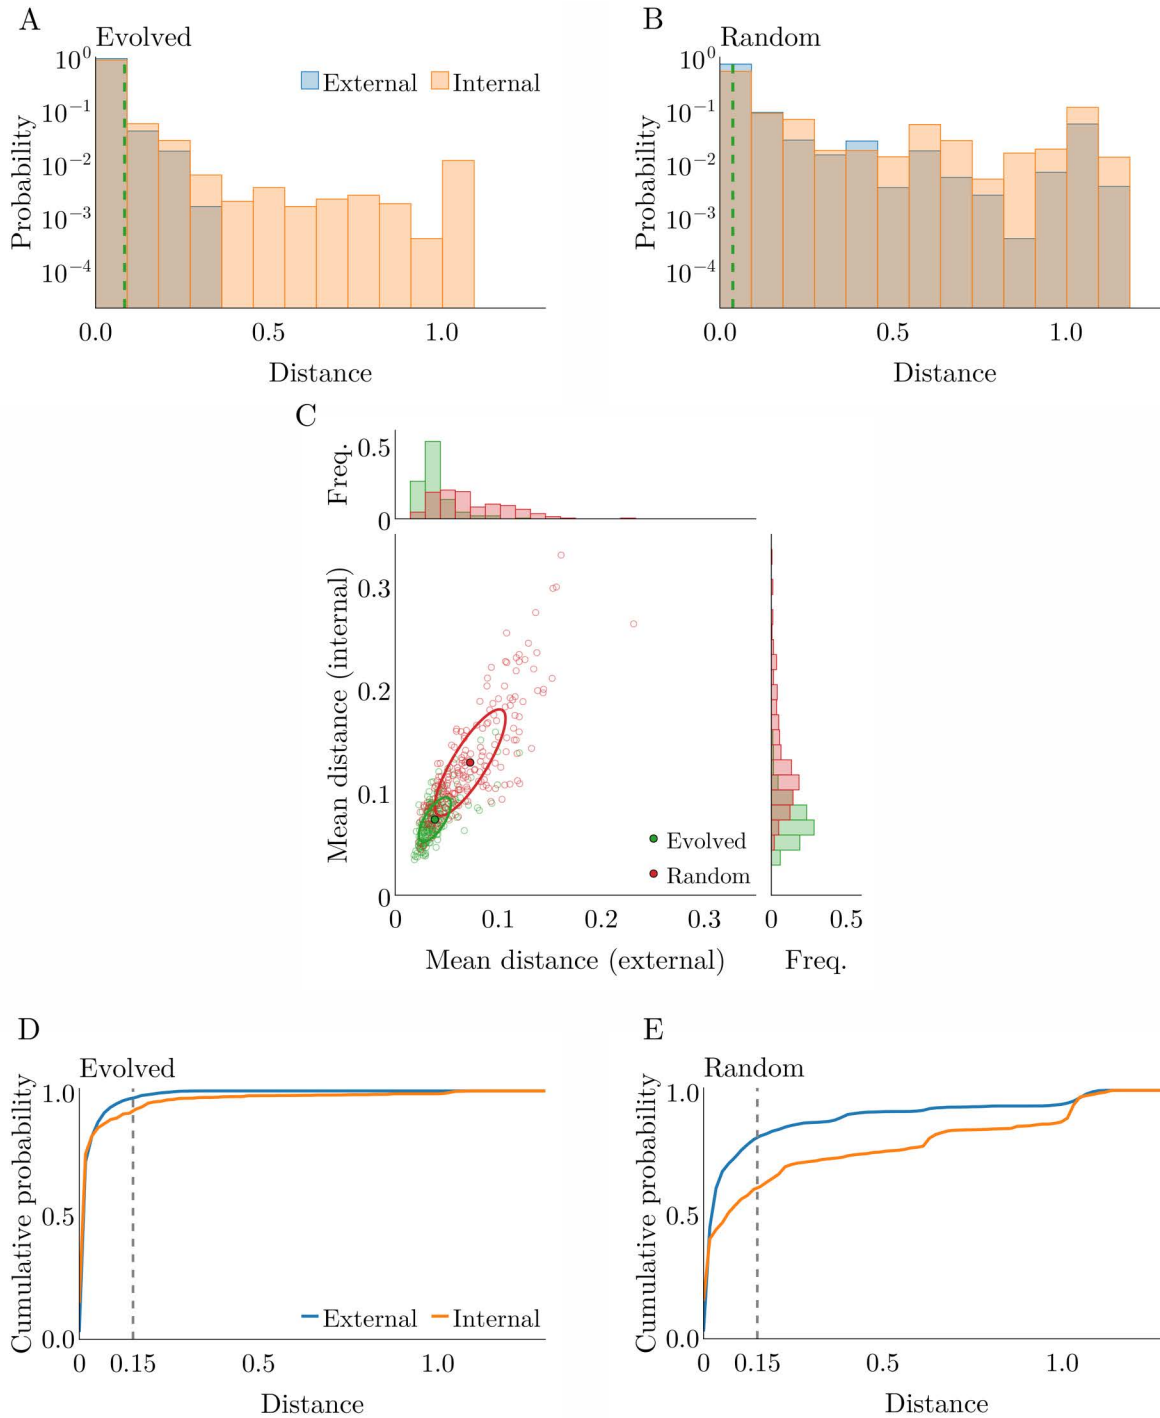 A
Evolved
10^0
10^-1
10^-2
10^-3
10^-4
Probability
External
Internal
0.0
0.5
1.0
Distance
B
Random
10^0
10^-1
10^-2
10^-3
10^-4
Probability
0.0
0.5
1.0
Distance
C
Freq.
0.5
0
Mean distance (internal)
0.3
0.2
0.1
0
Evolved
Random
0
0.1
0.2
0.3
Mean distance (external)
0
0.5
Freq.
D
Evolved
Cumulative probability
1.0
0.5
0.0
External
Internal
0
0.15
0.5
1.0
Distance
E
Random
Cumulative probability
1.0
0.5
0.0
0
0.15
0.5
1.0
Distance